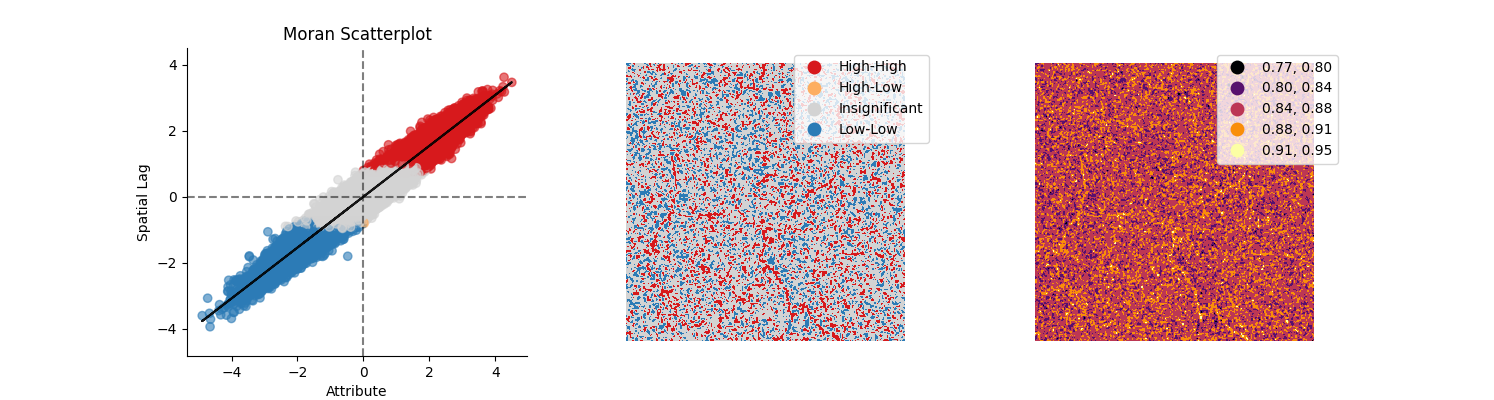 Moran Scatterplot
4
2
0
−2
−4
Spatial Lag
−4
−2
0
2
4
Attribute
High-High
High-Low
Insignificant
Low-Low
0.77, 0.80
0.80, 0.84
0.84, 0.88
0.88, 0.91
0.91, 0.95